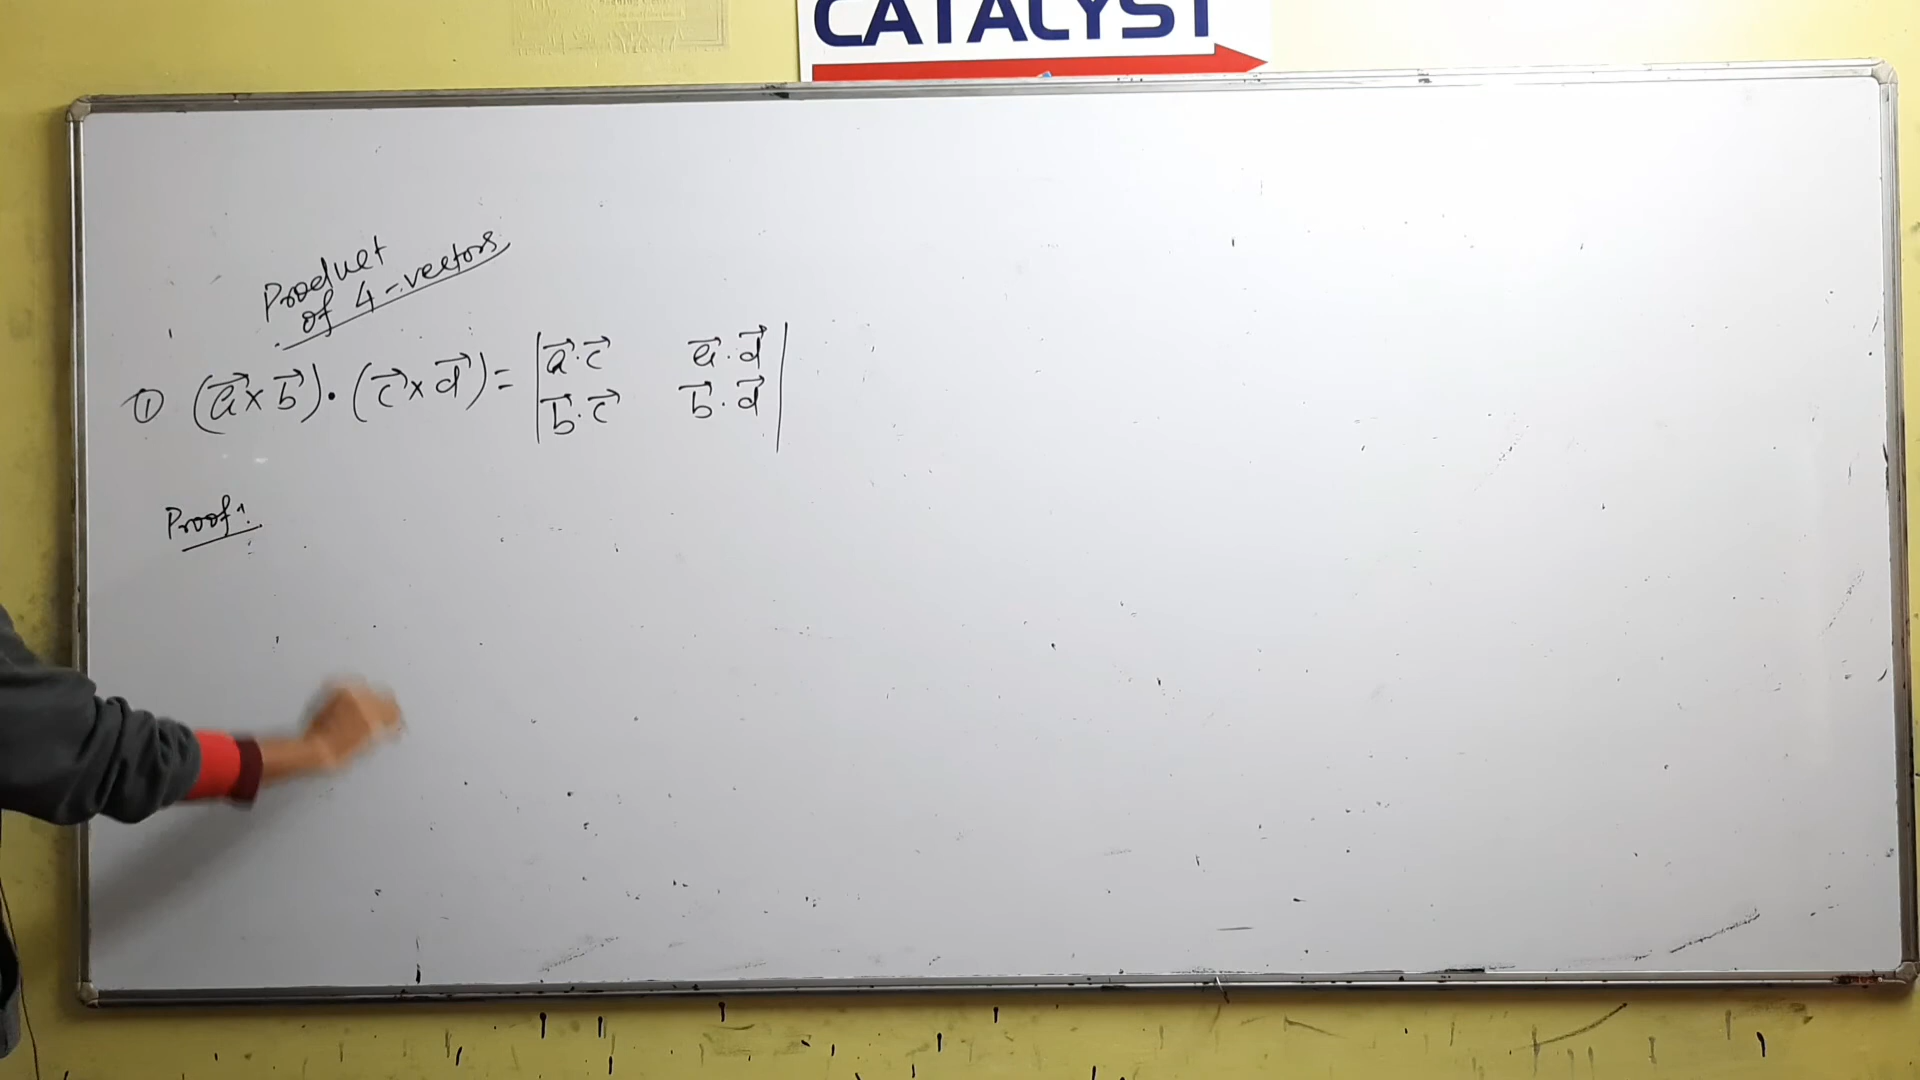 CATALYST
Product
of 4-vectors
① (a⃗ × b⃗) · (c⃗ × d⃗) = | a⃗·c⃗ a⃗·d⃗ |
| b⃗·c⃗ b⃗·d⃗ |
Proof: